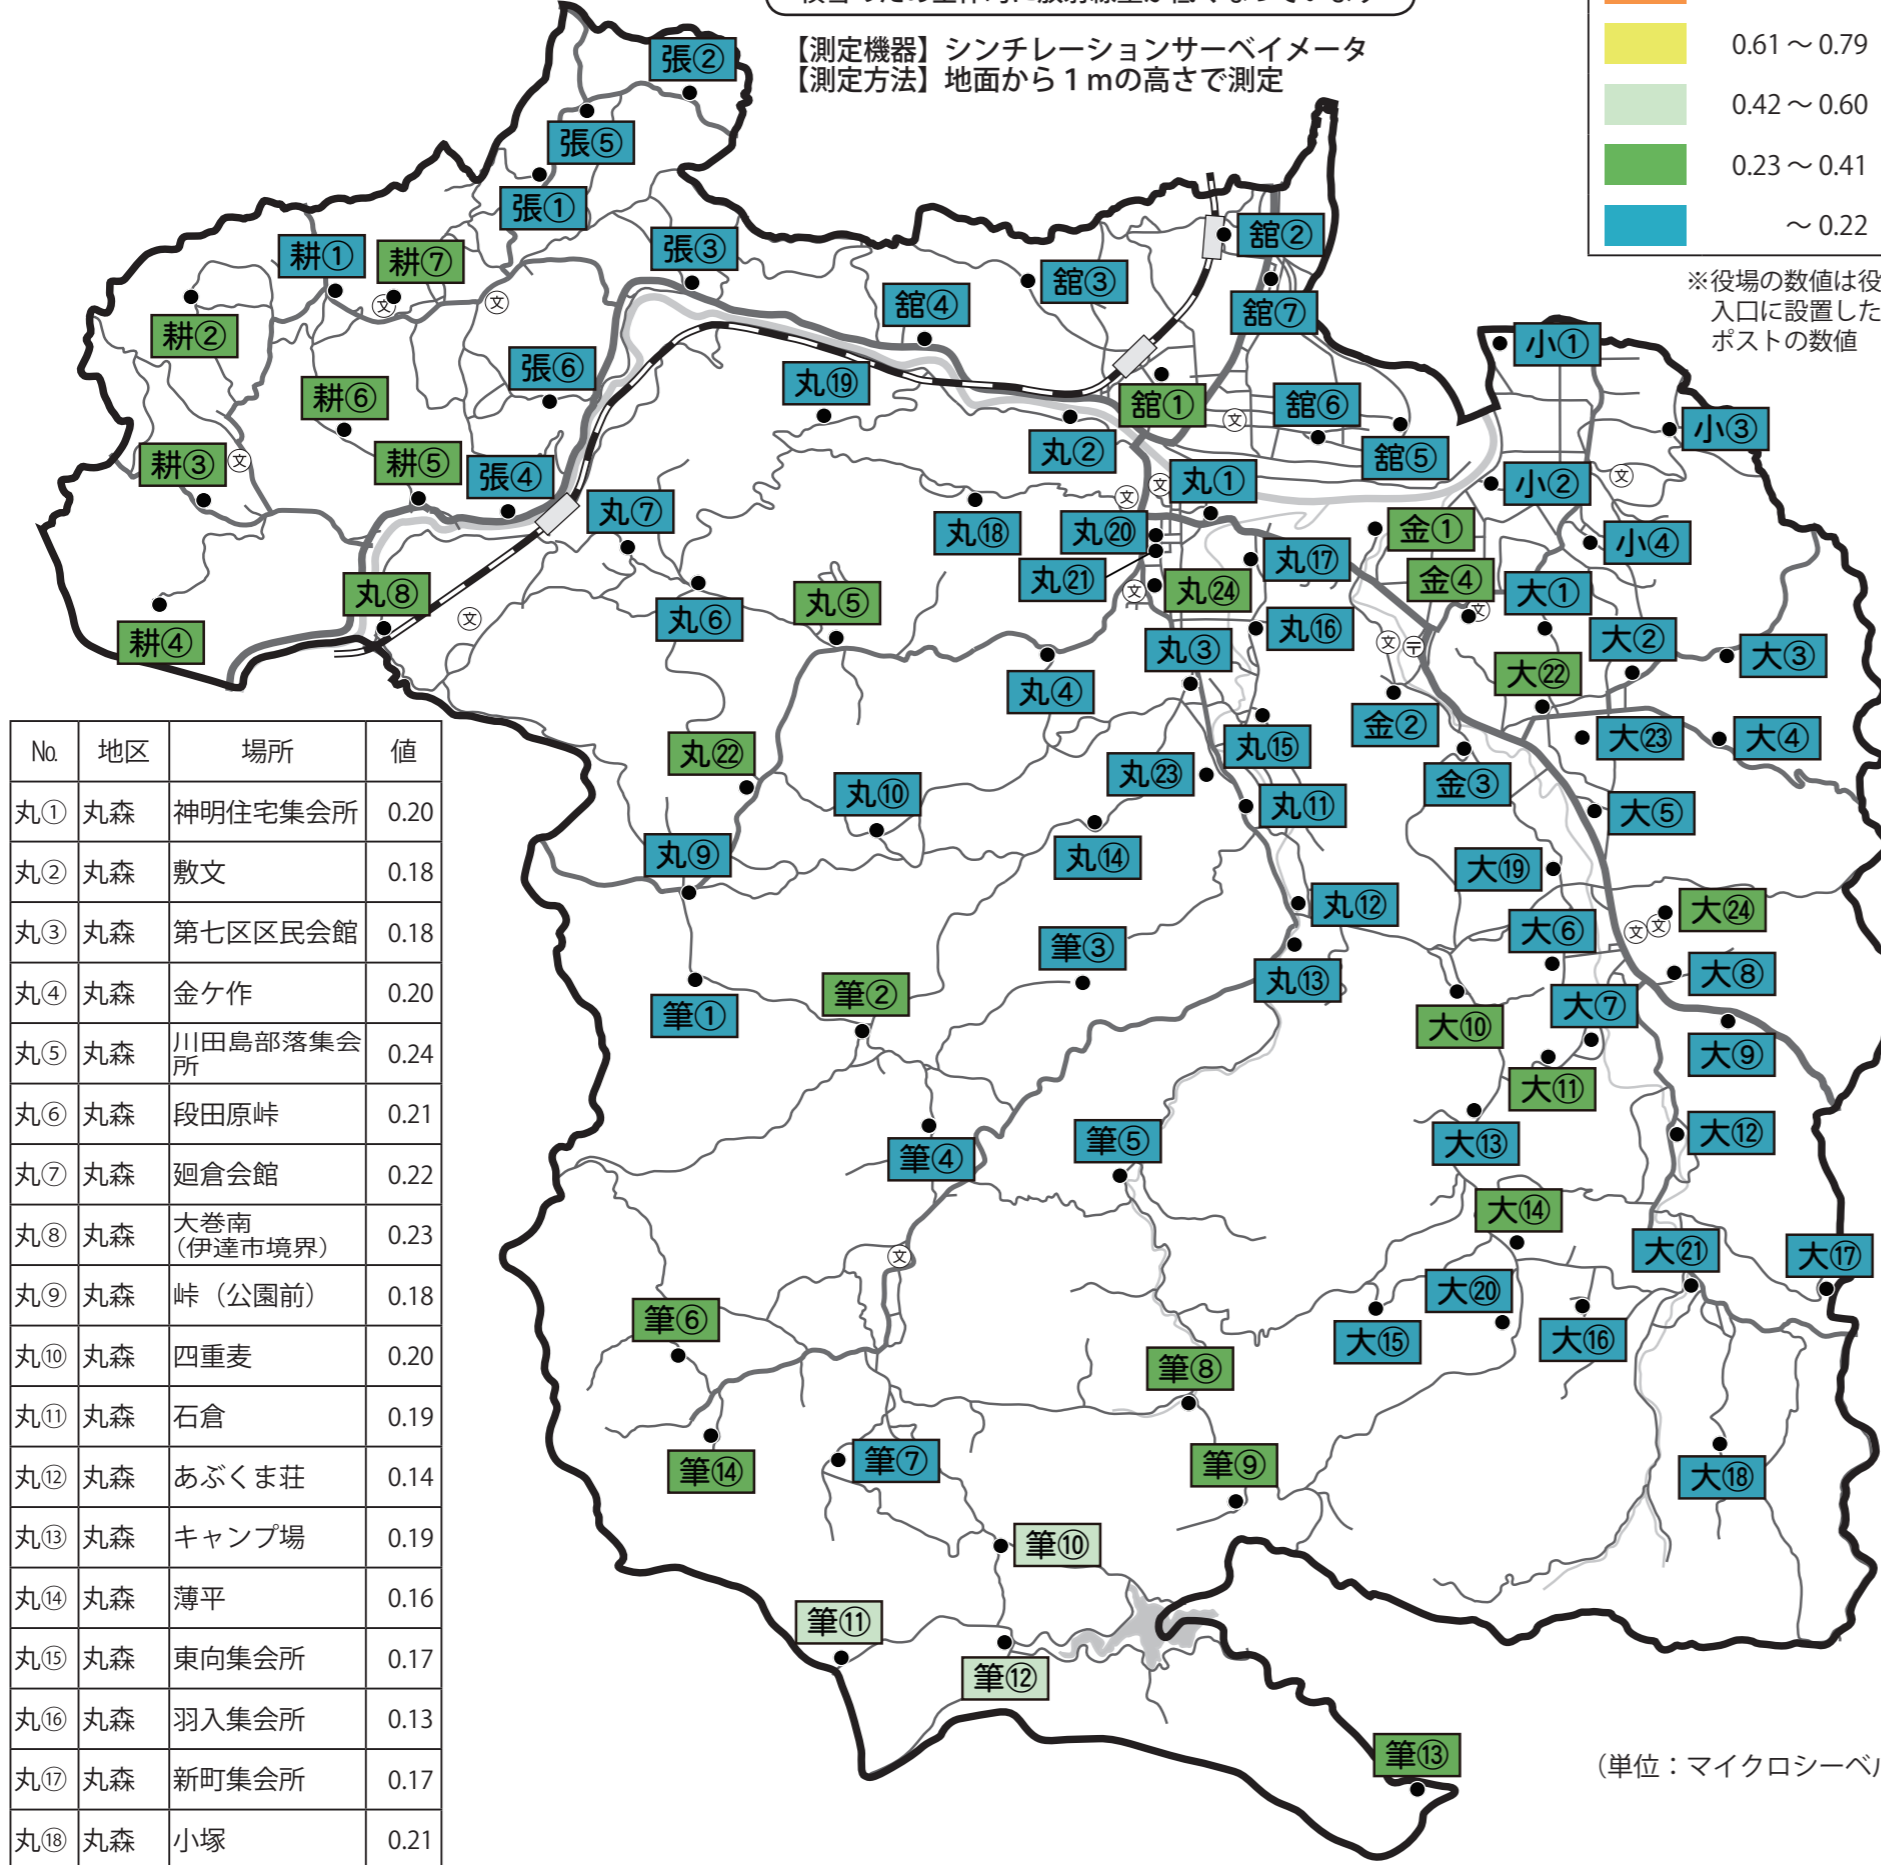 【測定機器】シンチレーションサーベイメータ
【測定方法】地面から1mの高さで測定
0.61～0.79
0.42～0.60
0.23～0.41
～0.22
※役場の数値は役
入口に設置した
ポストの数値
張②
張⑤
張①
張③
耕①
耕⑦
耕②
舘②
舘③
舘④
舘⑦
小①
張⑥
丸⑲
耕⑥
舘①
舘⑥
小③
丸②
舘⑤
耕③
耕⑤
張④
丸①
小②
丸⑦
丸⑱
丸⑳
金①
小④
丸㉑
丸⑰
金④
丸⑧
丸⑤
丸㉔
大①
耕④
丸⑥
丸⑯
大②
丸③
大③
大㉒
丸④
金②
丸㉒
丸⑮
大㉓
大④
丸㉓
金③
丸⑩
丸⑪
大⑤
丸⑨
丸⑭
大⑲
丸⑫
大㉔
大⑥
筆③
大⑧
丸⑬
筆②
筆①
大⑦
大⑩
大⑨
大⑪
大⑫
筆⑤
大⑬
筆④
大⑭
大㉑
大⑰
大⑳
筆⑥
大⑮
大⑯
筆⑧
筆⑦
筆⑨
筆⑭
大⑱
筆⑩
筆⑪
筆⑫
筆⑬
文
文
文
文
文
文
文
文
文
文
文
〒
文
文
文
No. 地区 場所 値
丸① 丸森 神明住宅集会所 0.20
丸② 丸森 敷文 0.18
丸③ 丸森 第七区区民会館 0.18
丸④ 丸森 金ケ作 0.20
丸⑤ 丸森 川田島部落集会
所 0.24
丸⑥ 丸森 段田原峠 0.21
丸⑦ 丸森 廻倉会館 0.22
丸⑧ 丸森 大巻南
（伊達市境界） 0.23
丸⑨ 丸森 峠（公園前） 0.18
丸⑩ 丸森 四重麦 0.20
丸⑪ 丸森 石倉 0.19
丸⑫ 丸森 あぶくま荘 0.14
丸⑬ 丸森 キャンプ場 0.19
丸⑭ 丸森 薄平 0.16
丸⑮ 丸森 東向集会所 0.17
丸⑯ 丸森 羽入集会所 0.13
丸⑰ 丸森 新町集会所 0.17
丸⑱ 丸森 小塚 0.21
（単位：マイクロシーベル